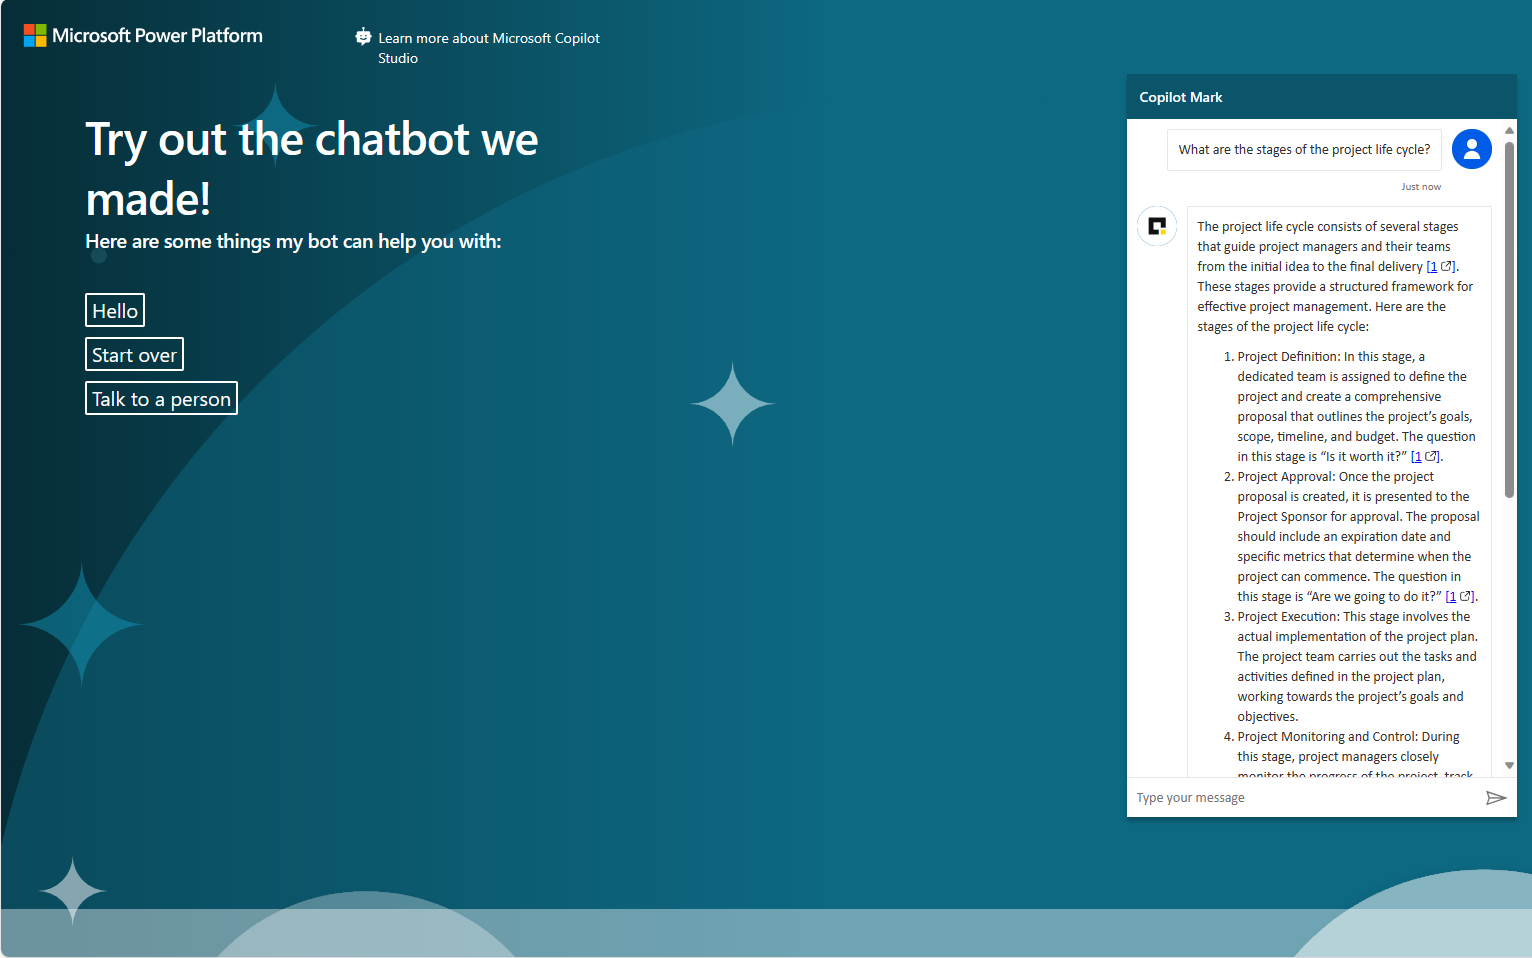 Microsoft Power Platform
Learn more about Microsoft Copilot
Studio
Try out the chatbot we
made!
Here are some things my bot can help you with:
Hello
Start over
Talk to a person
Copilot Mark
What are the stages of the project life cycle?
Just now
The project life cycle consists of several stages
that guide project managers and their teams
from the initial idea to the final delivery [1].
These stages provide a structured framework for
effective project management. Here are the
stages of the project life cycle:
1. Project Definition: In this stage, a
dedicated team is assigned to define the
project and create a comprehensive
proposal that outlines the project’s goals,
scope, timeline, and budget. The question
in this stage is “Is it worth it?” [1].
2. Project Approval: Once the project
proposal is created, it is presented to the
Project Sponsor for approval. The proposal
should include an expiration date and
specific metrics that determine when the
project can commence. The question in
this stage is “Are we going to do it?” [1].
3. Project Execution: This stage involves the
actual implementation of the project plan.
The project team carries out the tasks and
activities defined in the project plan,
working towards the project’s goals and
objectives.
4. Project Monitoring and Control: During
this stage, project managers closely
monitor the progress of the project, track
Type your message